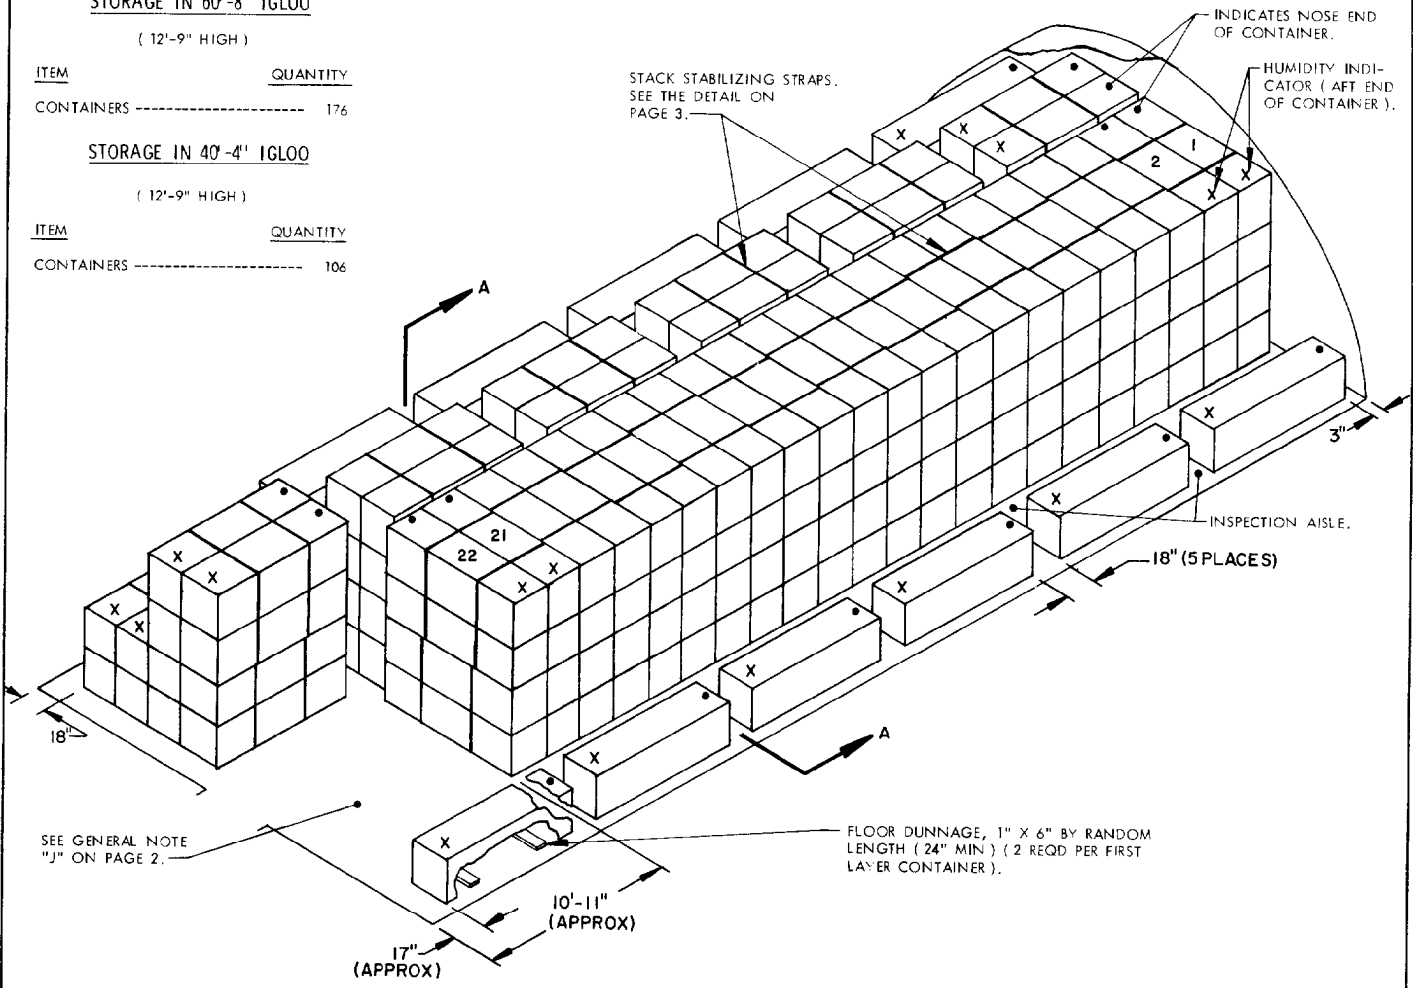 STORAGE IN 60'-8" IGLOO
( 12'-9" HIGH )
ITEM QUANTITY
CONTAINERS ------------------------ 176
STORAGE IN 40'-4" IGLOO
( 12'-9" HIGH )
ITEM QUANTITY
CONTAINERS ------------------------ 106
STACK STABILIZING STRAPS.
SEE THE DETAIL ON
PAGE 3.
INDICATES NOSE END
OF CONTAINER.
HUMIDITY INDI-
CATOR ( AFT END
OF CONTAINER ).
X
X
X
1
2
X
X
A
3"
X
X
INSPECTION AISLE.
18" (5 PLACES)
21
22
X
X
X
X
X
X
X
X
X
A
18"
X
SEE GENERAL NOTE
"J" ON PAGE 2.
FLOOR DUNNAGE, 1" X 6" BY RANDOM
LENGTH ( 24" MIN ) ( 2 REQD PER FIRST
LAYER CONTAINER ).
10'-11"
(APPROX)
17"
(APPROX)